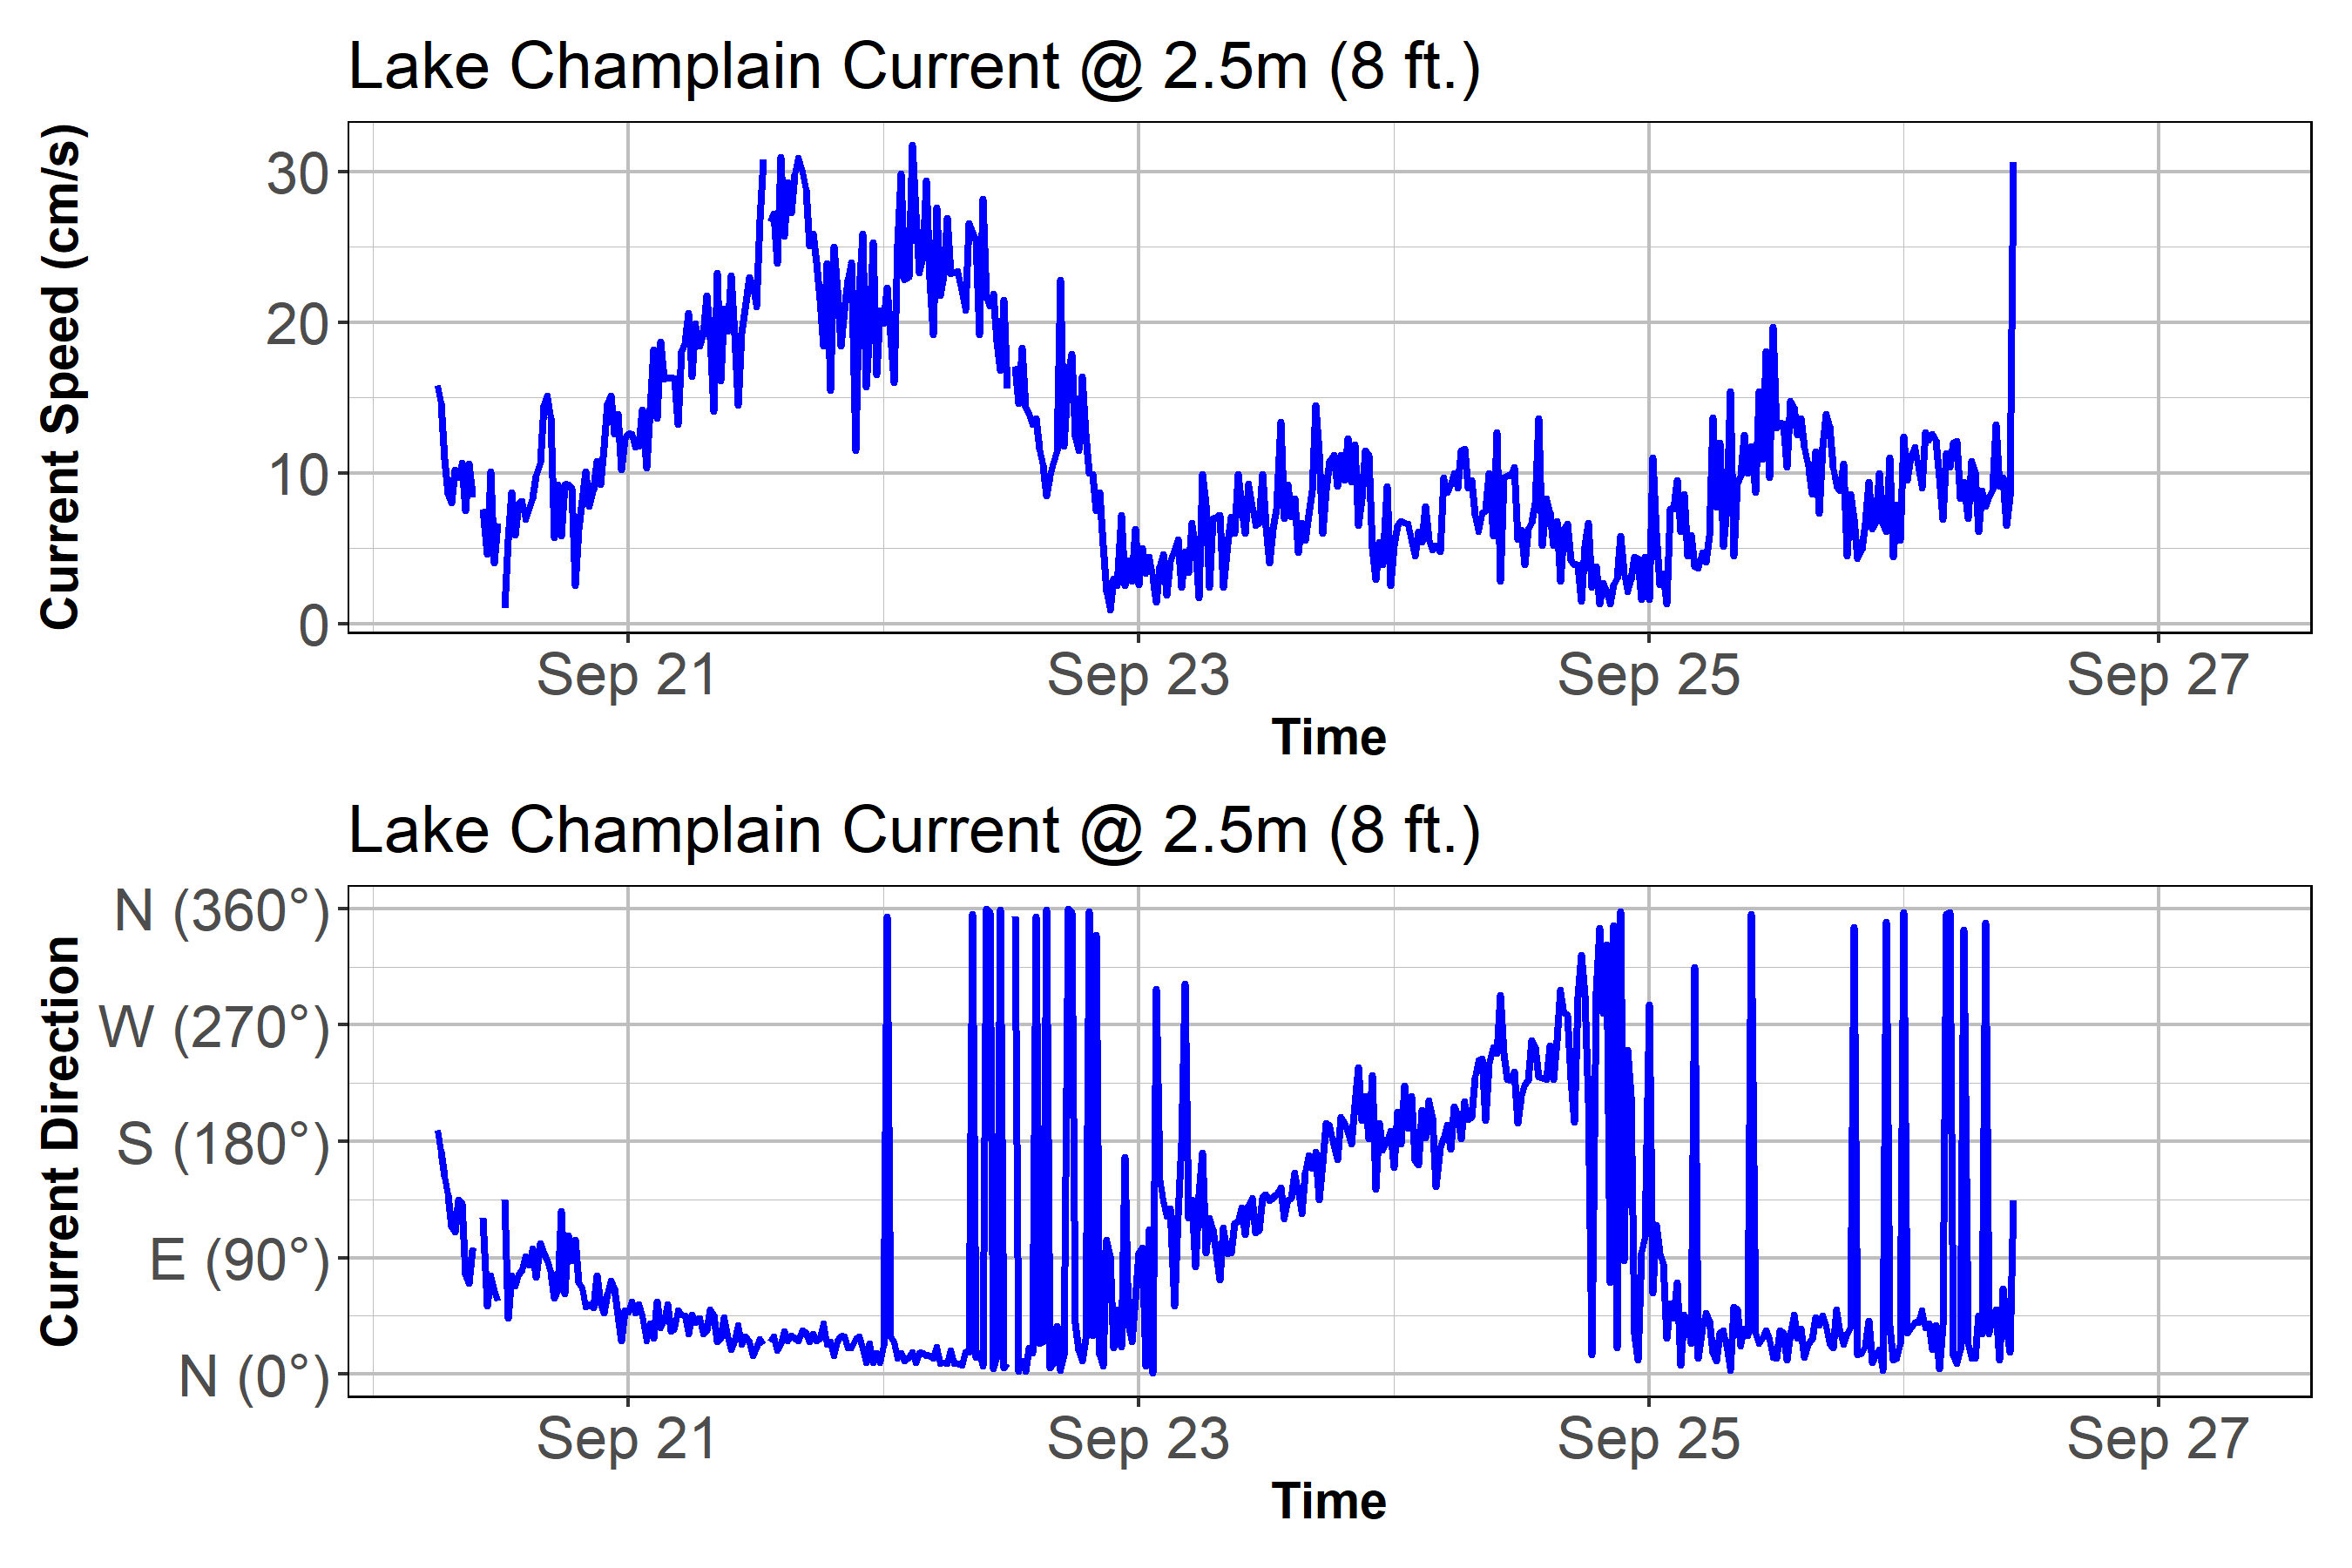 Lake Champlain Current @ 2.5m (8 ft.)
Current Speed (cm/s)
30
20
10
0
Sep 21 Sep 23 Sep 25 Sep 27
Time
Lake Champlain Current @ 2.5m (8 ft.)
Current Direction
N (360°)
W (270°)
S (180°)
E (90°)
N (0°)
Sep 21 Sep 23 Sep 25 Sep 27
Time